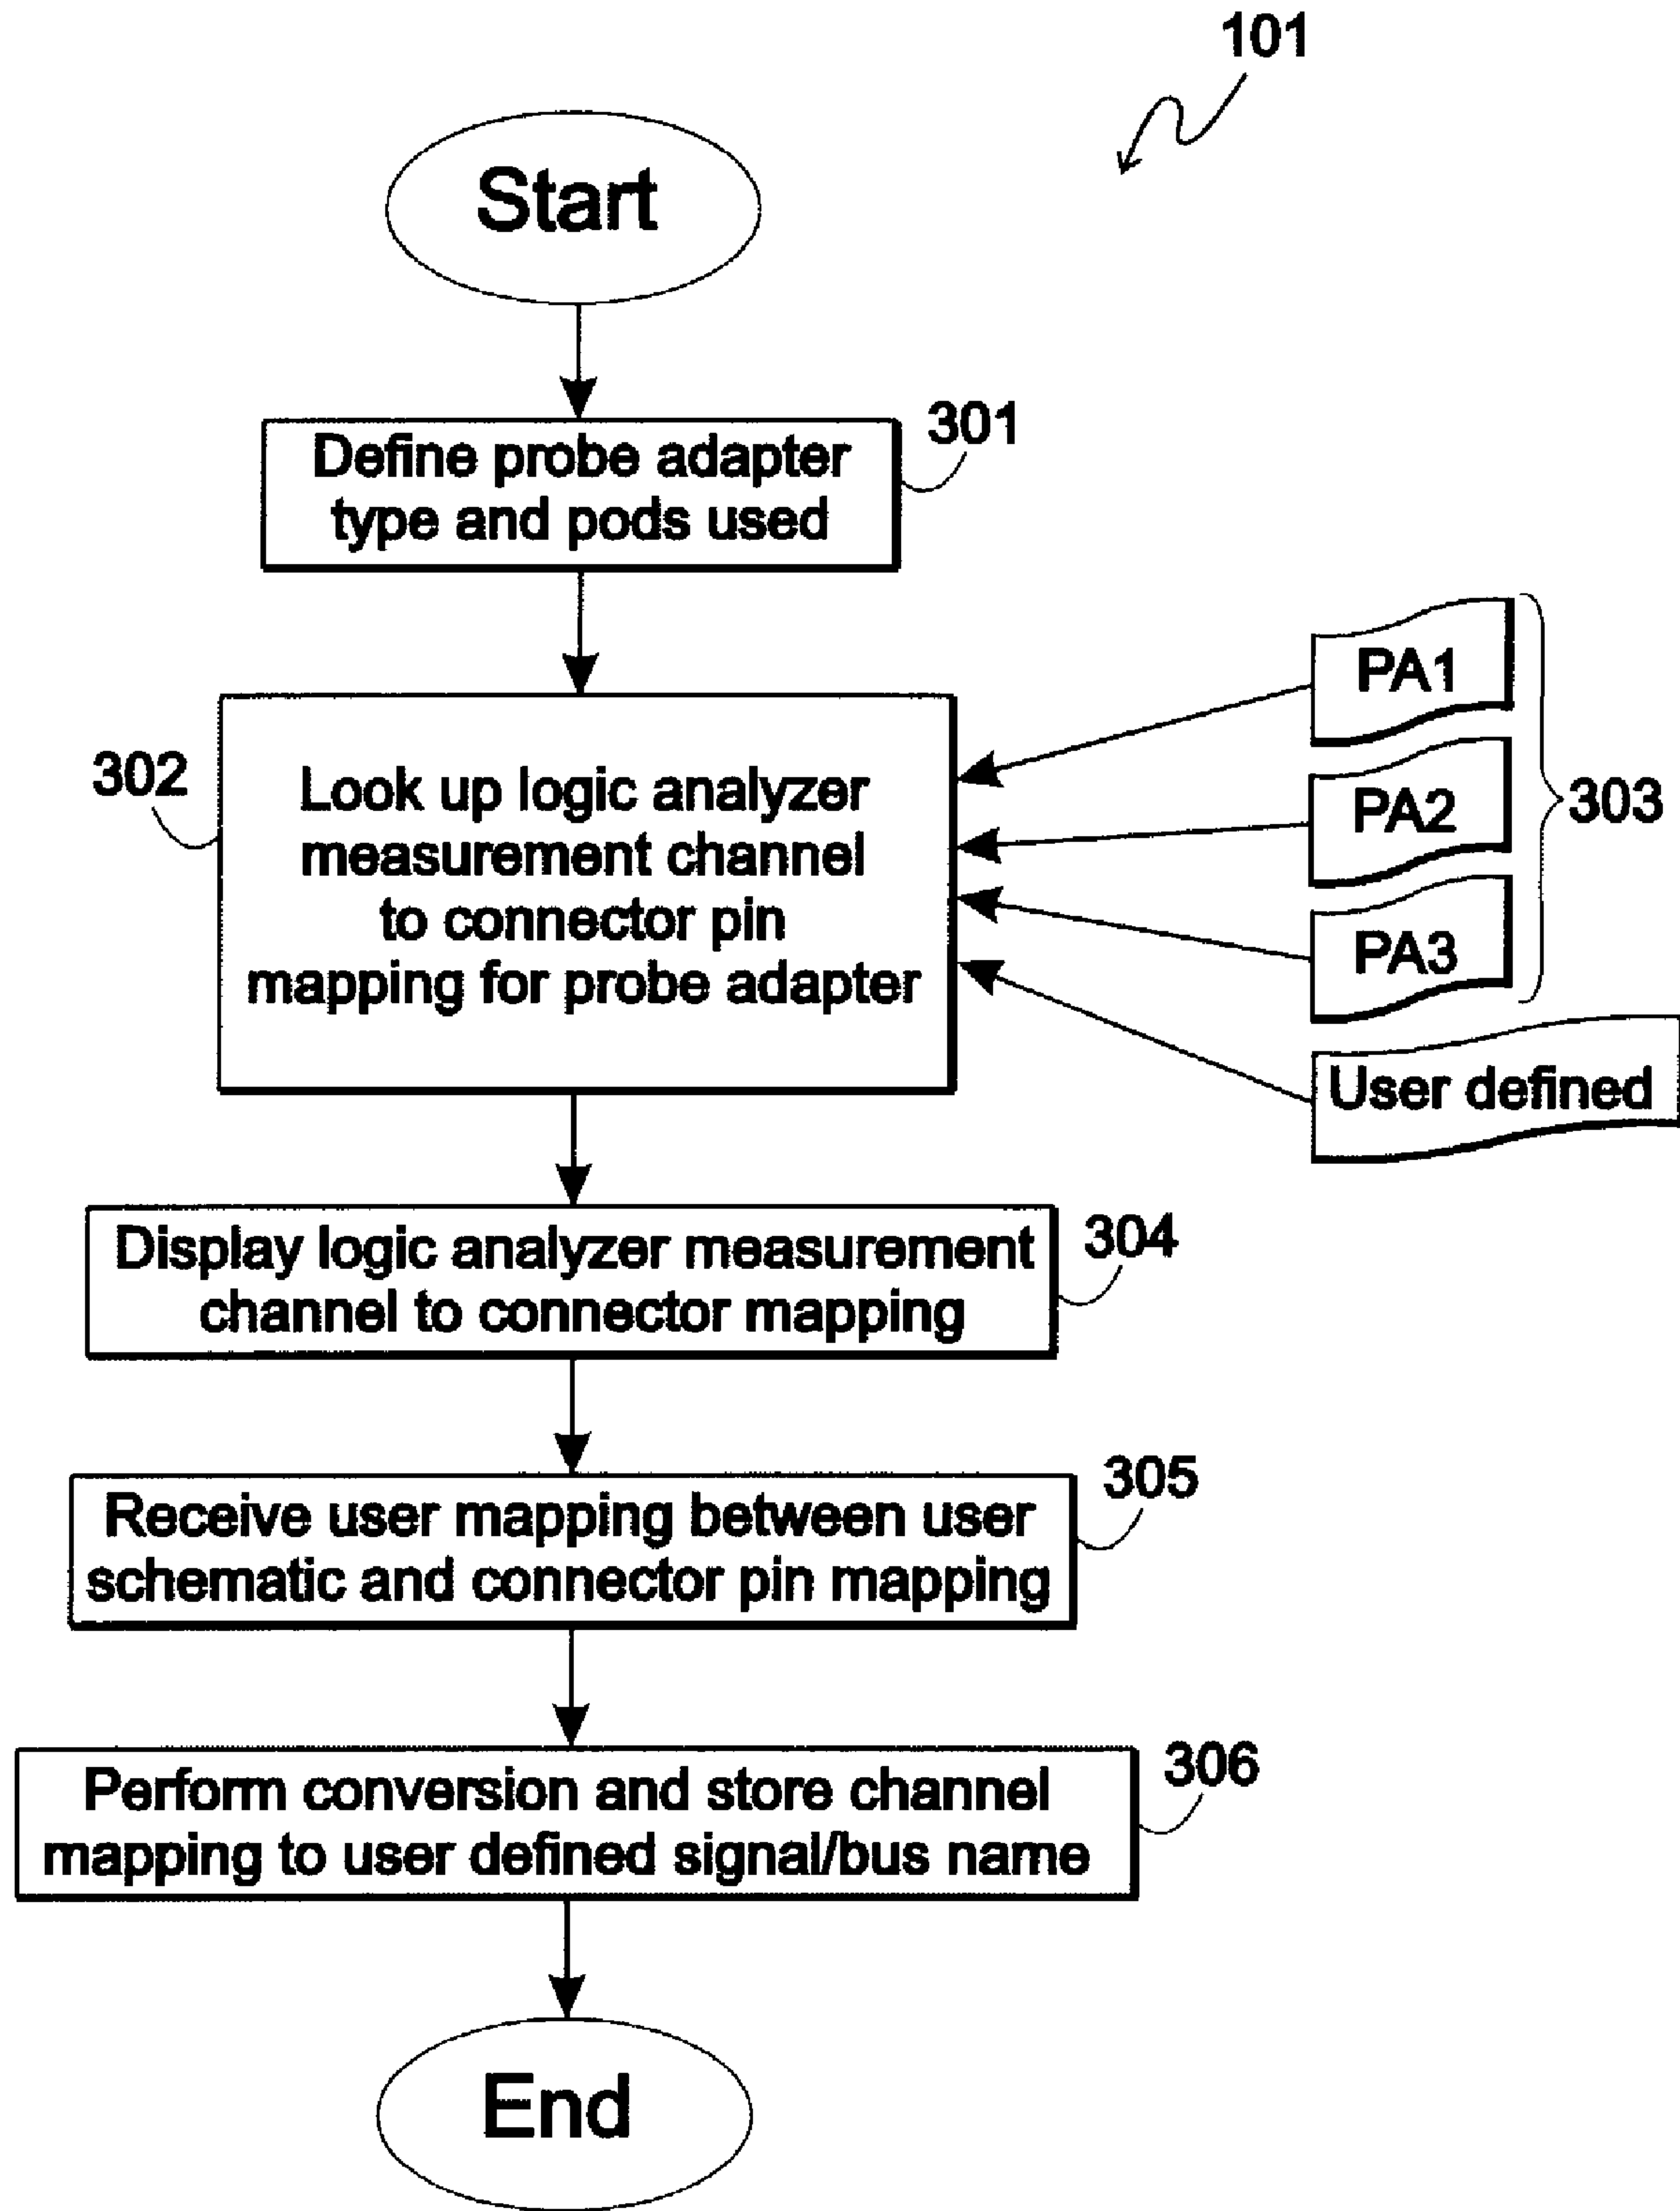 101
Start
301
Define probe adapter
type and pods used
302
Look up logic analyzer
measurement channel
to connector pin
mapping for probe adapter
PA1
PA2
PA3
303
User defined
304
Display logic analyzer measurement
channel to connector mapping
305
Receive user mapping between user
schematic and connector pin mapping
306
Perform conversion and store channel
mapping to user defined signal/bus name
End